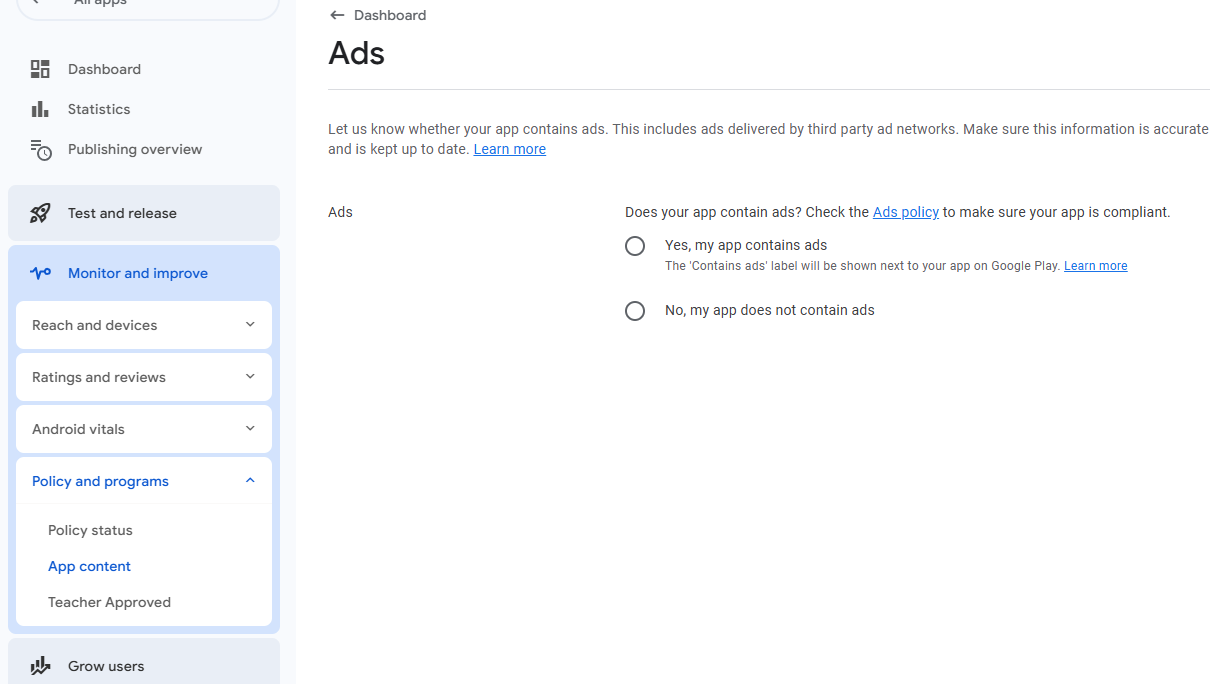 All apps
Dashboard
Statistics
Publishing overview
Test and release
Monitor and improve
Reach and devices
Ratings and reviews
Android vitals
Policy and programs
Policy status
App content
Teacher Approved
Grow users
Dashboard
Ads
Let us know whether your app contains ads. This includes ads delivered by third party ad networks. Make sure this information is accurate
and is kept up to date. Learn more
Ads
Does your app contain ads? Check the Ads policy to make sure your app is compliant.
Yes, my app contains ads
The 'Contains ads' label will be shown next to your app on Google Play. Learn more
No, my app does not contain ads